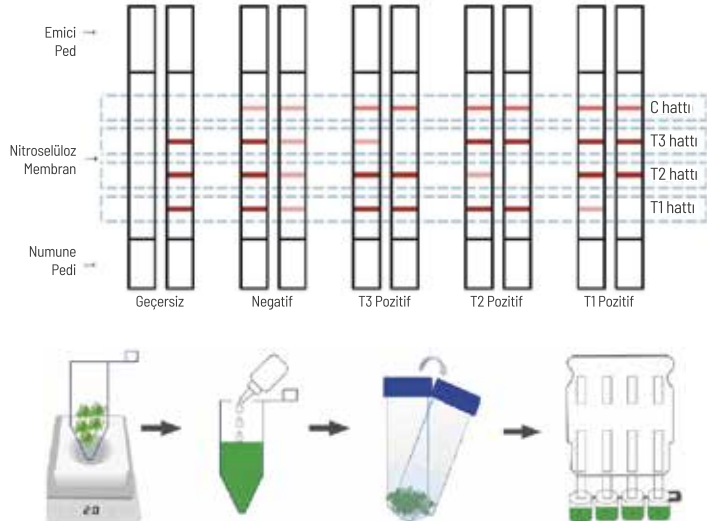 Emici
Ped
C hattı
T3 hattı
Nitroselüloz
Membran
T2 hattı
T1 hattı
Numune
Pedi
Geçersiz
Negatif
T3 Pozitif
T2 Pozitif
T1 Pozitif